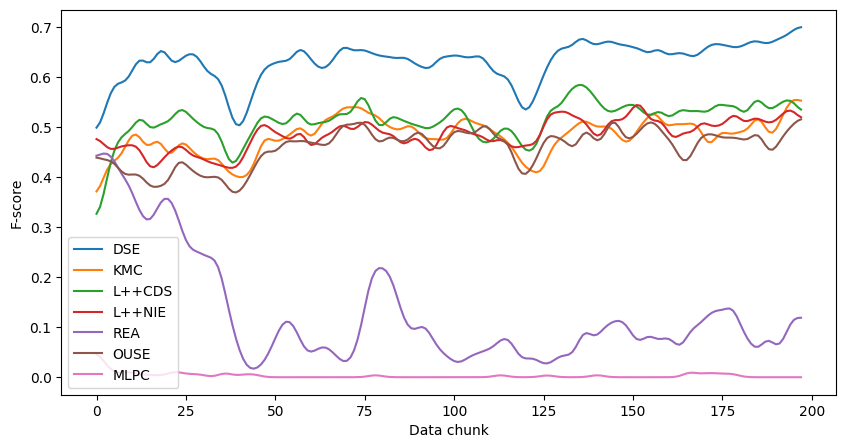 0.7
0.6
0.5
0.4
0.3
0.2
0.1
0.0
F-score
DSE
KMC
L++CDS
L++NIE
REA
OUSE
MLPC
0 25 50 75 100 125 150 175 200
Data chunk